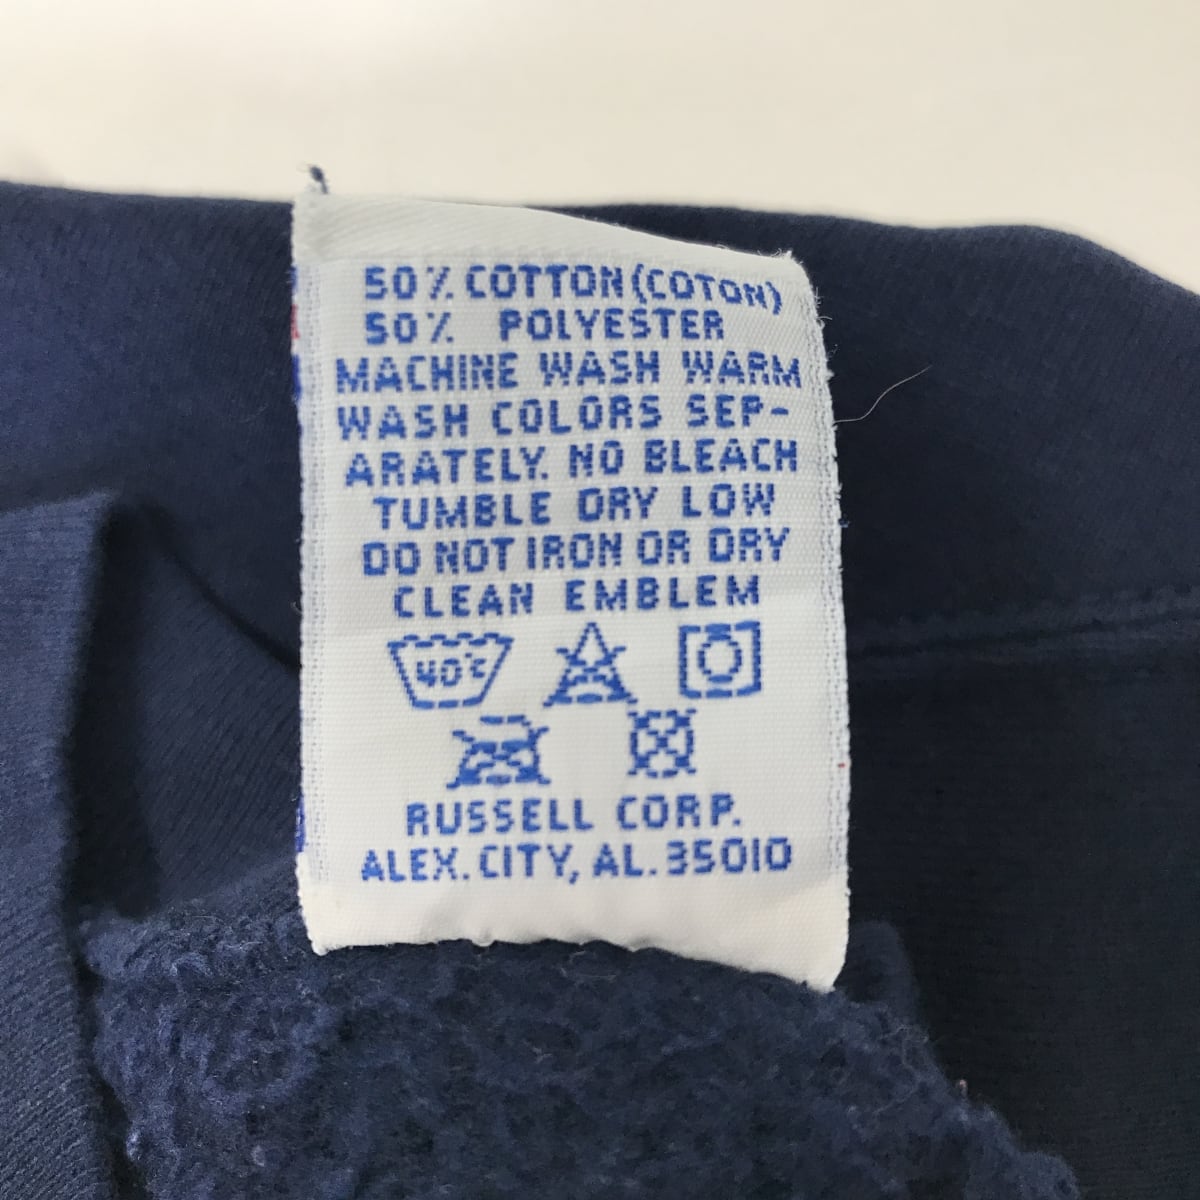 50% COTTON (COTON)
50% POLYESTER
MACHINE WASH WARM
WASH COLORS SEP-
ARATELY. NO BLEACH
TUMBLE DRY LOW
DO NOT IRON OR DRY
CLEAN EMBLEM
40°C
RUSSELL CORP.
ALEX. CITY, AL. 35010